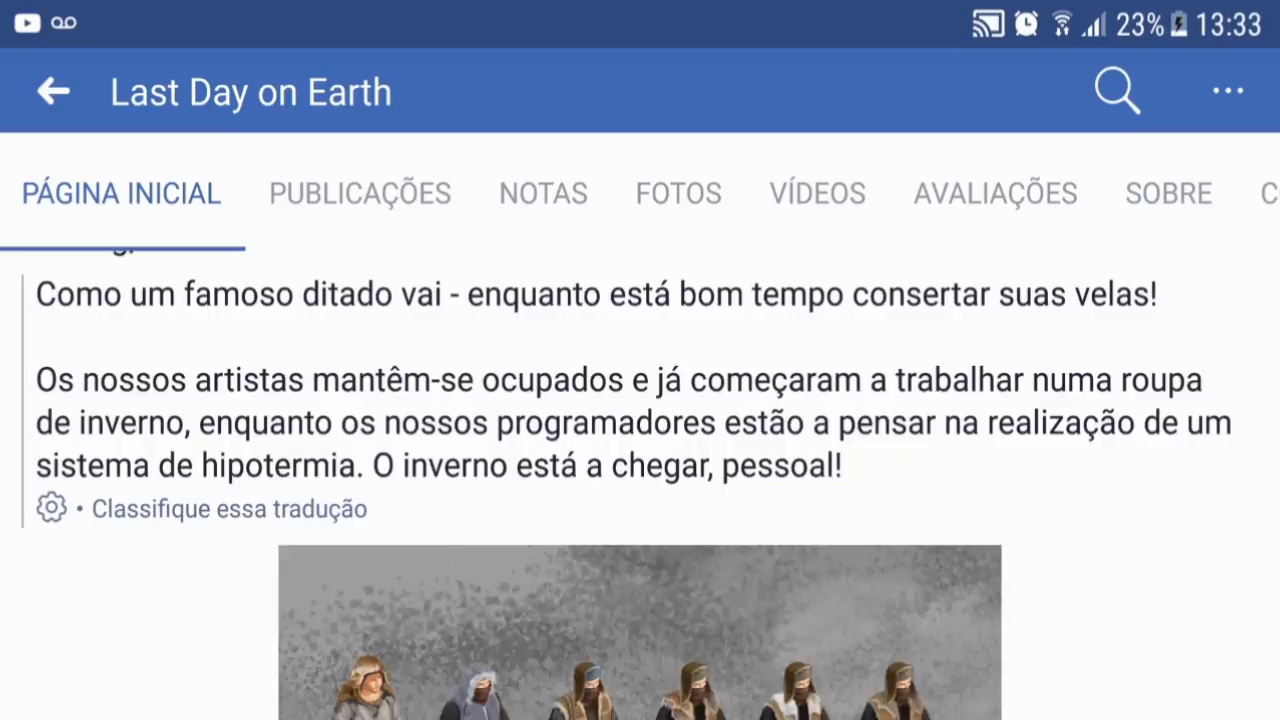 23% 13:33
Last Day on Earth
PÁGINA INICIAL PUBLICAÇÕES NOTAS FOTOS VÍDEOS AVALIAÇÕES SOBRE
Como um famoso ditado vai - enquanto está bom tempo consertar suas velas!
Os nossos artistas mantêm-se ocupados e já começaram a trabalhar numa roupa
de inverno, enquanto os nossos programadores estão a pensar na realização de um
sistema de hipotermia. O inverno está a chegar, pessoal!
• Classifique essa tradução